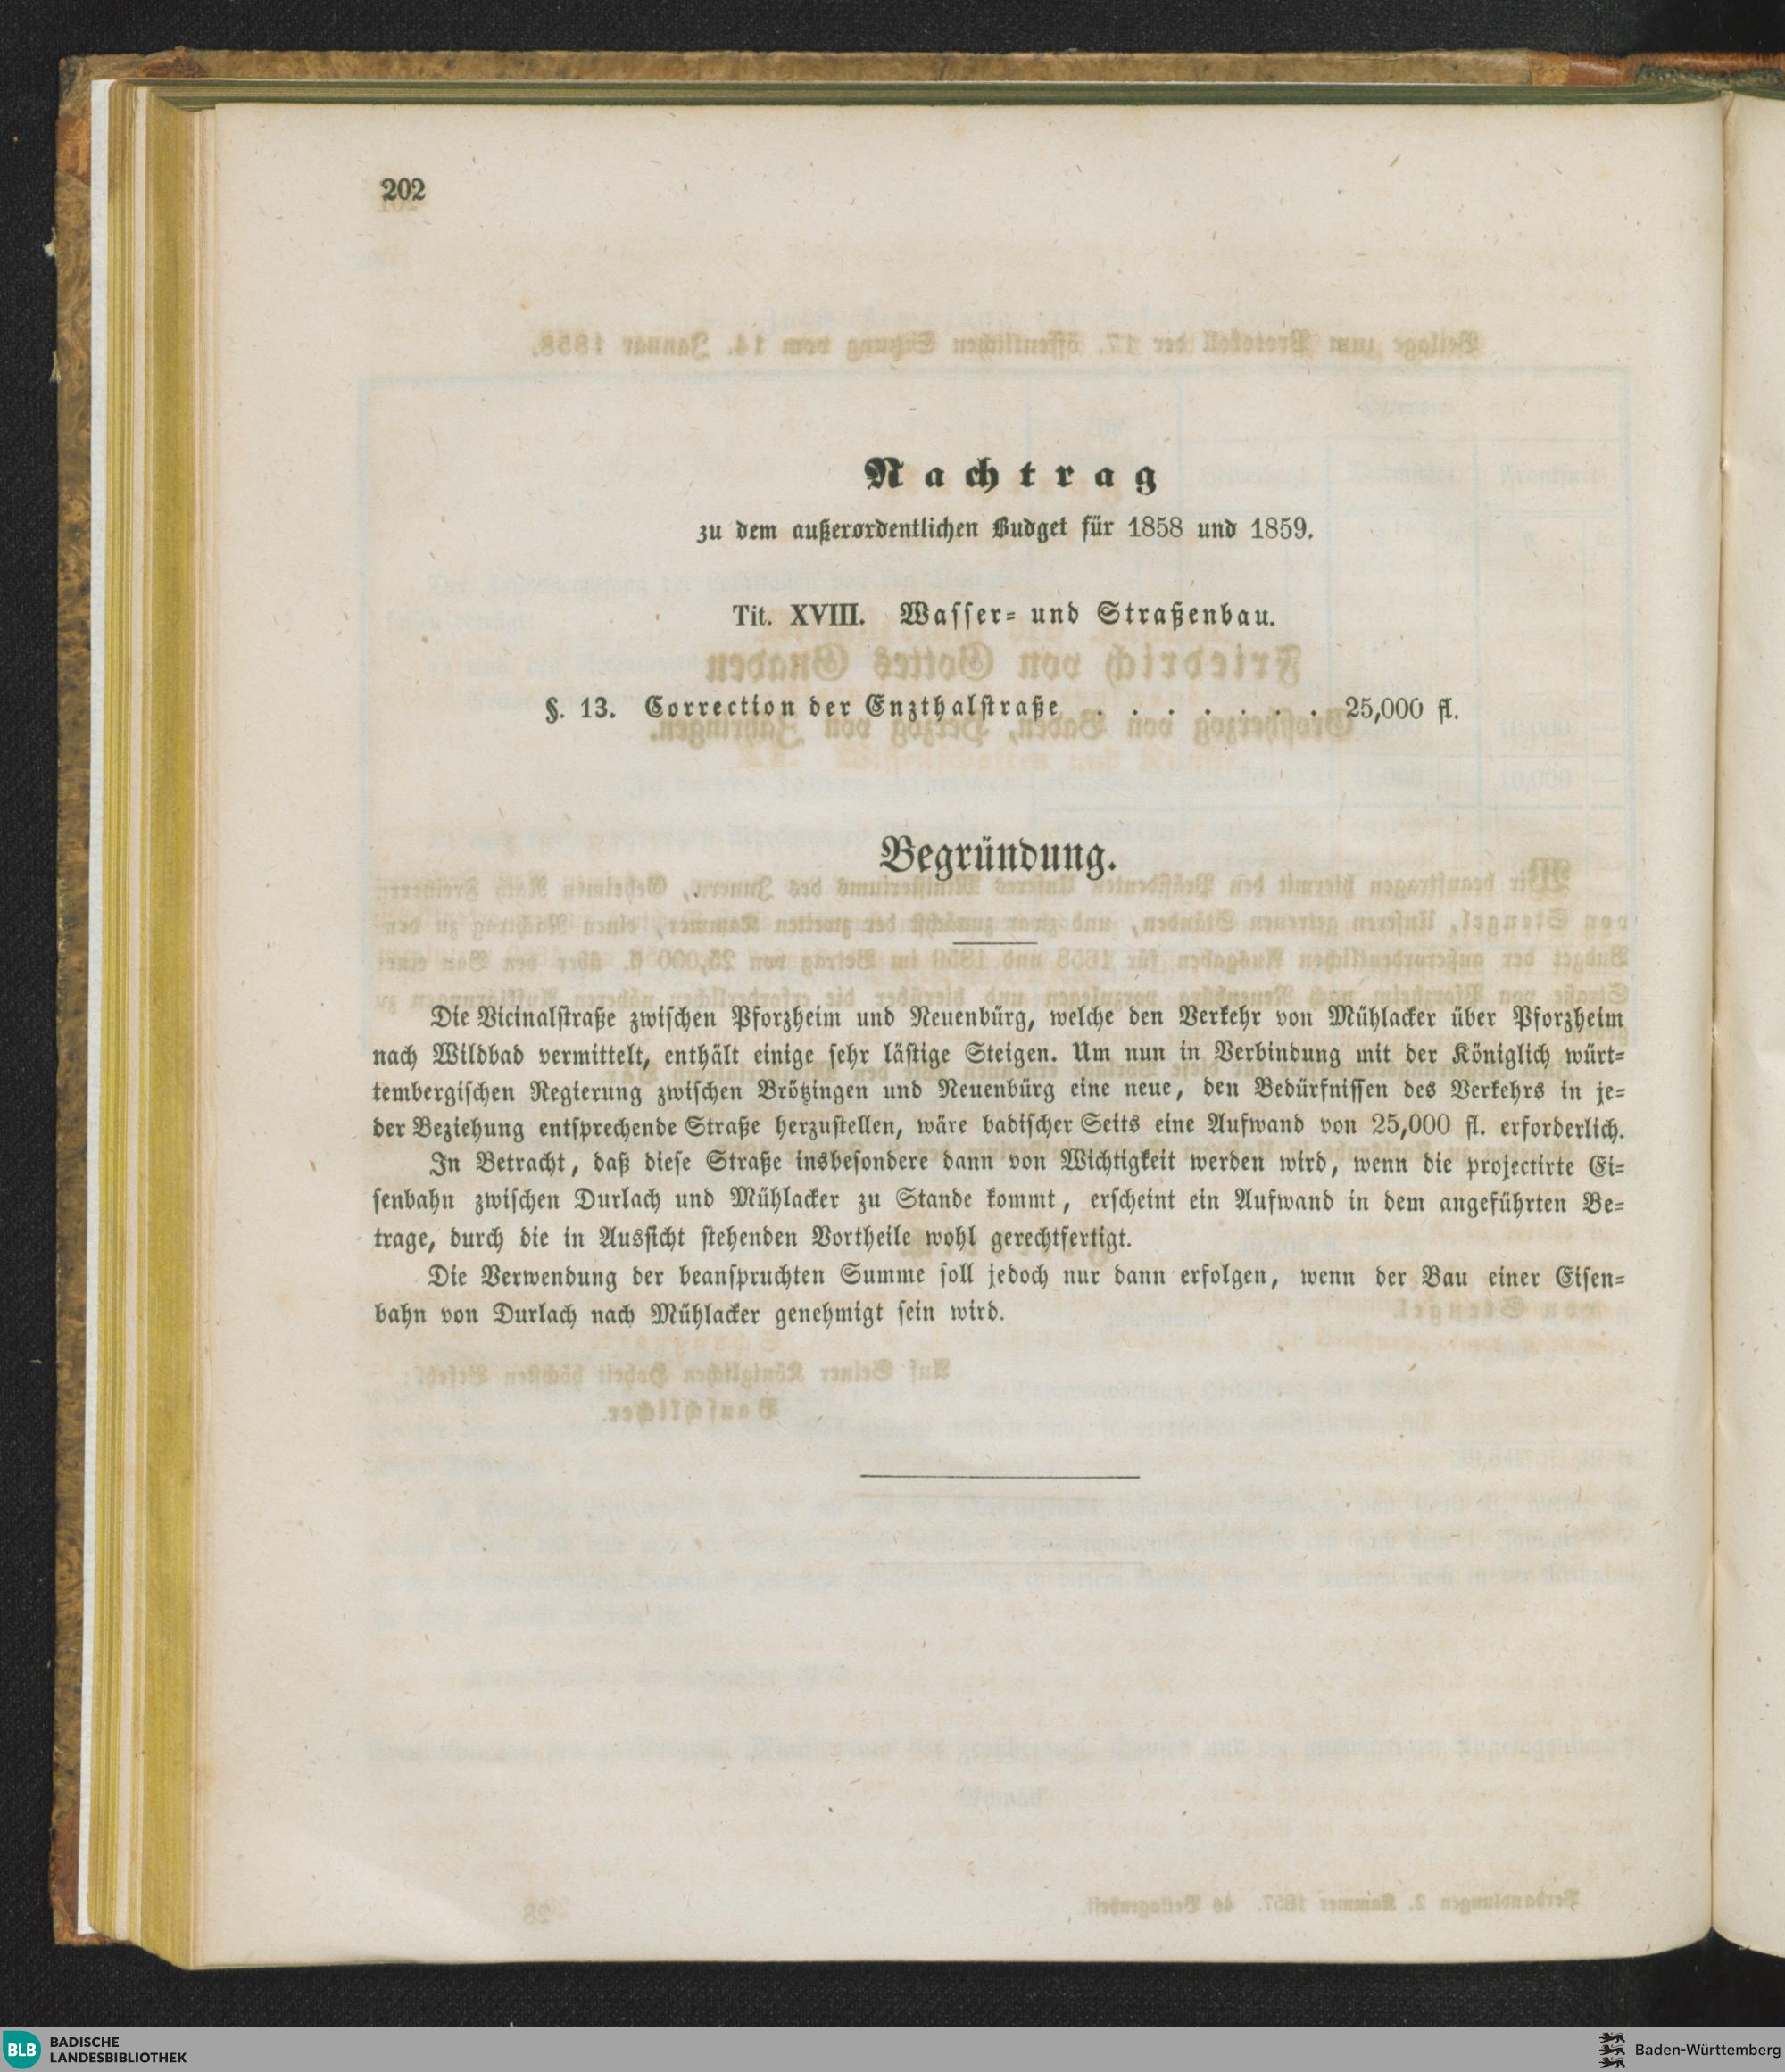 202
Nachtrag
zu dem außerordentlichen Budget für 1858 und 1859.
Tit. XVIII. Wasser- und Straßenbau.
§. 13. Correction der Enzthalstraße . . . . . . . 25,000 fl.
Begründung.
Die Vicinalstraße zwischen Pforzheim und Neuenbürg, welche den Verkehr von Mühlacker über Pforzheim
nach Wildbad vermittelt, enthält einige sehr lästige Steigen. Um nun in Verbindung mit der Königlich würt-
tembergischen Regierung zwischen Brötzingen und Neuenbürg eine neue, den Bedürfnissen des Verkehrs in je-
der Beziehung entsprechende Straße herzustellen, wäre badischer Seits eine Aufwand von 25,000 fl. erforderlich.
In Betracht, daß diese Straße insbesondere dann von Wichtigkeit werden wird, wenn die projectirte Ei-
senbahn zwischen Durlach und Mühlacker zu Stande kommt, erscheint ein Aufwand in dem angeführten Be-
trage, durch die in Aussicht stehenden Vortheile wohl gerechtfertigt.
Die Verwendung der beanspruchten Summe soll jedoch nur dann erfolgen, wenn der Bau einer Eisen-
bahn von Durlach nach Mühlacker genehmigt sein wird.
BLB BADISCHE
LANDESBIBLIOTHEK
Baden-Württemberg